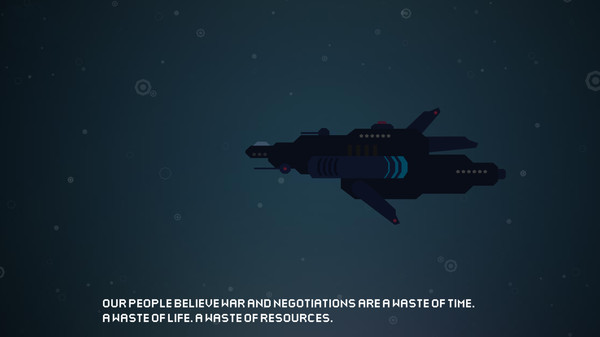 OUR PEOPLE BELIEVE WAR AND NEGOTIATIONS ARE A WASTE OF TIME.
A WASTE OF LIFE. A WASTE OF RESOURCES.